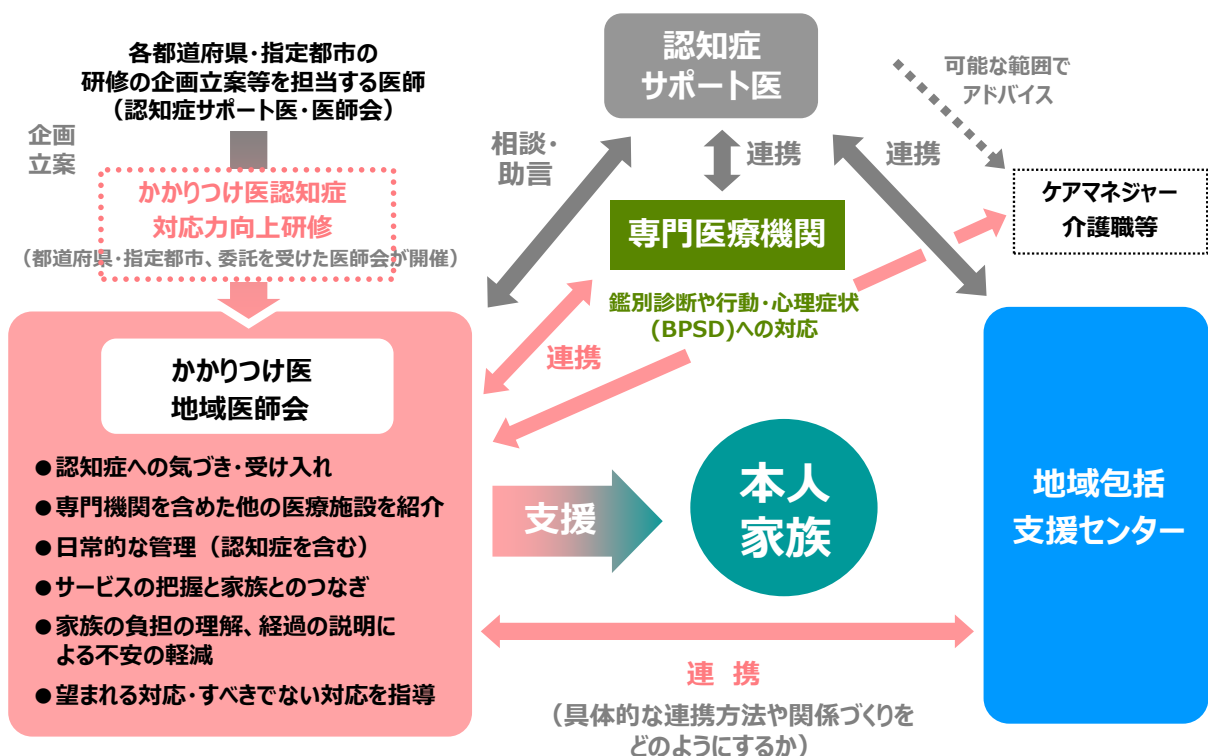 各都道府県・指定都市の
研修の企画立案等を担当する医師
（認知症サポート医・医師会）
企画
立案
かかりつけ医認知症
対応力向上研修
（都道府県・指定都市、委託を受けた医師会が開催）
認知症
サポート医
可能な範囲で
アドバイス
相談・
助言
連携
連携
ケアマネジャー
介護職等
専門医療機関
鑑別診断や行動・心理症状
(BPSD)への対応
連携
かかりつけ医
地域医師会
●認知症への気づき・受け入れ
●専門機関を含めた他の医療施設を紹介
●日常的な管理（認知症を含む）
●サービスの把握と家族とのつなぎ
●家族の負担の理解、経過の説明に
よる不安の軽減
●望まれる対応・すべきでない対応を指導
支援
本人
家族
地域包括
支援センター
連 携
（具体的な連携方法や関係づくりを
どのようにするか）